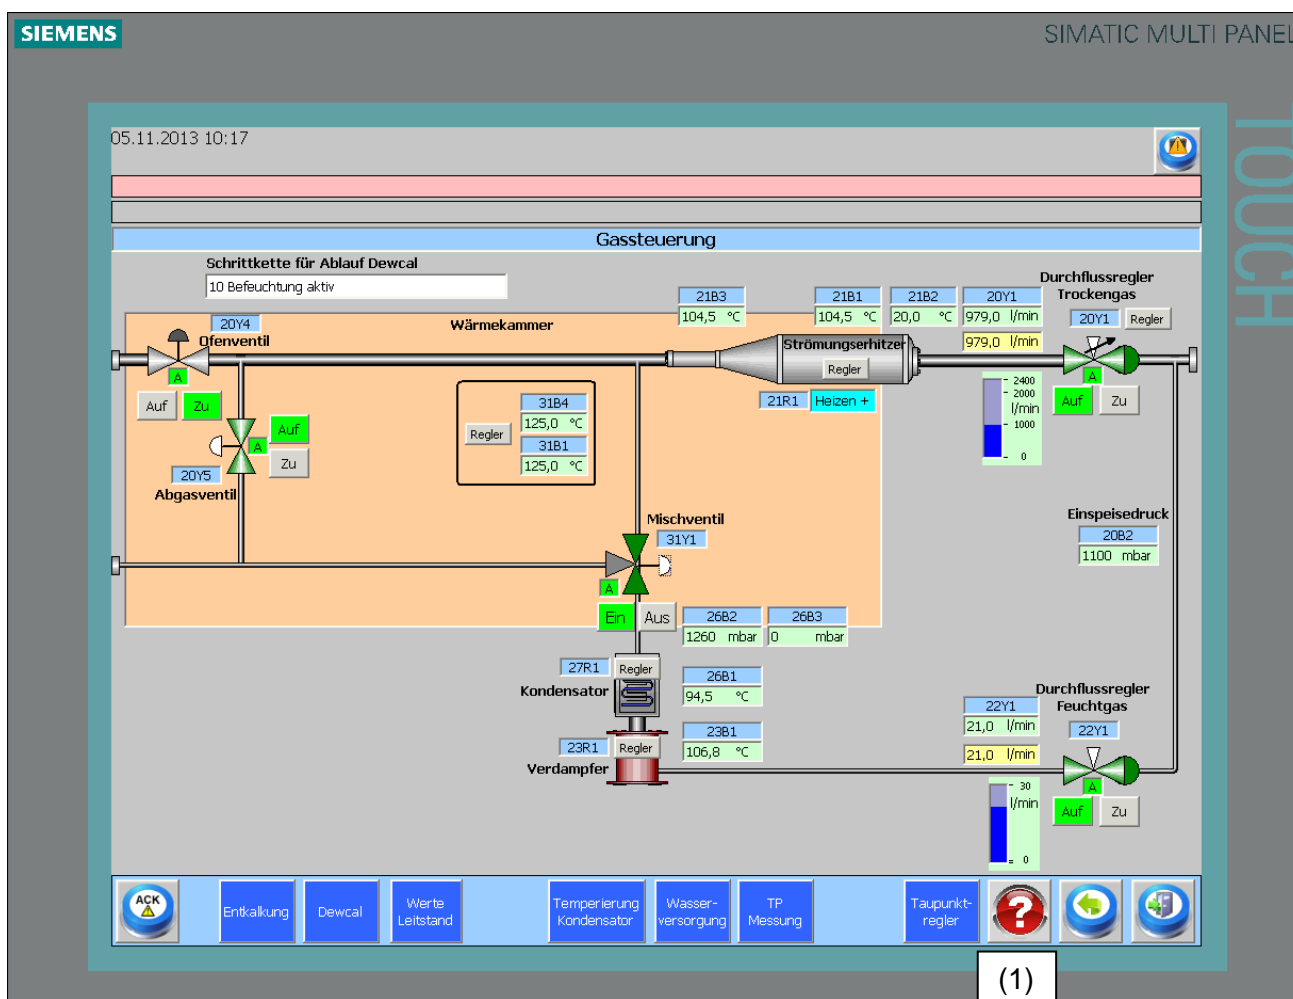 SIEMENS
SIMATIC MULTI PANEL
TOUCH
05.11.2013 10:17
Gassteuerung
Schrittkette für Ablauf Dewcal
10 Befeuchtung aktiv
20Y4
Ofenventil
A
Auf Zu
Wärmekammer
21B3
104,5 °C
21B1
104,5 °C
21B2
20,0 °C
20Y1
979,0 l/min
979,0 l/min
Durchflussregler
Trockengas
20Y1 Regler
A
Auf Zu
Strömungserhitzer
Regler
21R1 Heizen +
2400
2000
l/min
1000
0
Regler
31B4
125,0 °C
31B1
125,0 °C
Auf
A
Zu
20Y5
Abgasventil
Mischventil
31Y1
A
Ein Aus
Einspeisedruck
20B2
1100 mbar
26B2
1260 mbar
26B3
0 mbar
27R1 Regler
Kondensator
26B1
94,5 °C
23B1
106,8 °C
23R1 Regler
Verdampfer
Durchflussregler
Feuchtgas
22Y1
21,0 l/min
21,0 l/min
22Y1
A
Auf Zu
30
l/min
0
ACK
Entkalkung
Dewcal
Werte
Leitstand
Temperierung
Kondensator
Wasser-
versorgung
TP
Messung
Taupunkt-
regler
?
(1)